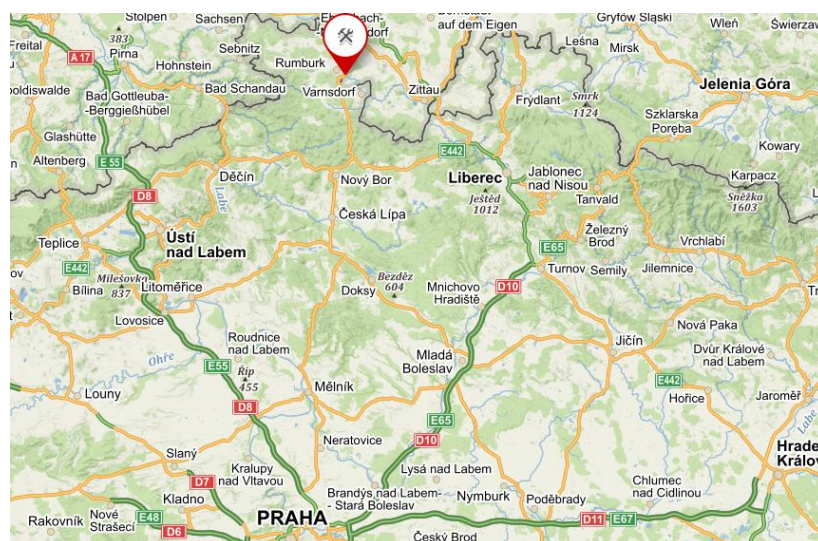 Stolpen
Sachsen
Bernstadt
auf dem Eigen
Gryfów Śląski
Wleń
Świerzaw
383
Freital
Sebnitz
Leśna
A 17
Pirna
Hohnstein
Rumburk
Mirsk
poldiswalde
Bad Schandau
Varnsdorf
Zittau
Jelenia Góra
Bad Gottleuba-
-Berggießhübel
Frýdlant
Smrk
1124
Glashütte
Szklarska
Poręba
Altenberg
E 55
E442
Kowary
Děčín
Liberec
Jablonec
nad Nisou
Karpacz
D8
Labe
Nový Bor
Ještěd
1012
Tanvald
Sněžka
1603
Česká Lípa
Ústí
nad Labem
Železný
Brod
Teplice
E65
Vrchlabí
E442
Milešovka
837
Bezděz
604
Turnov
Semily
Jilemnice
Bílina
Litoměřice
Doksy
Mnichovo
Hradiště
D10
Lovosice
Nová Paka
Roudnice
nad Labem
Jičín
Ohře
Mladá
Boleslav
Dvůr Králové
nad Labem
E55
Říp
455
Louny
Mělník
E442
Hořice
Jaroměř
D8
E65
Labe
Neratovice
D10
Hradec
Králov
Slaný
Kralupy
nad Vltavou
Lysá nad Labem
D7
Chlumec
nad Cidlinou
Kladno
Brandýs nad Labem-
- Stará Boleslav
Nymburk
Poděbrady
Rakovník
Nové
Strašecí
E48
D6
PRAHA
D11
E67
Český Brod